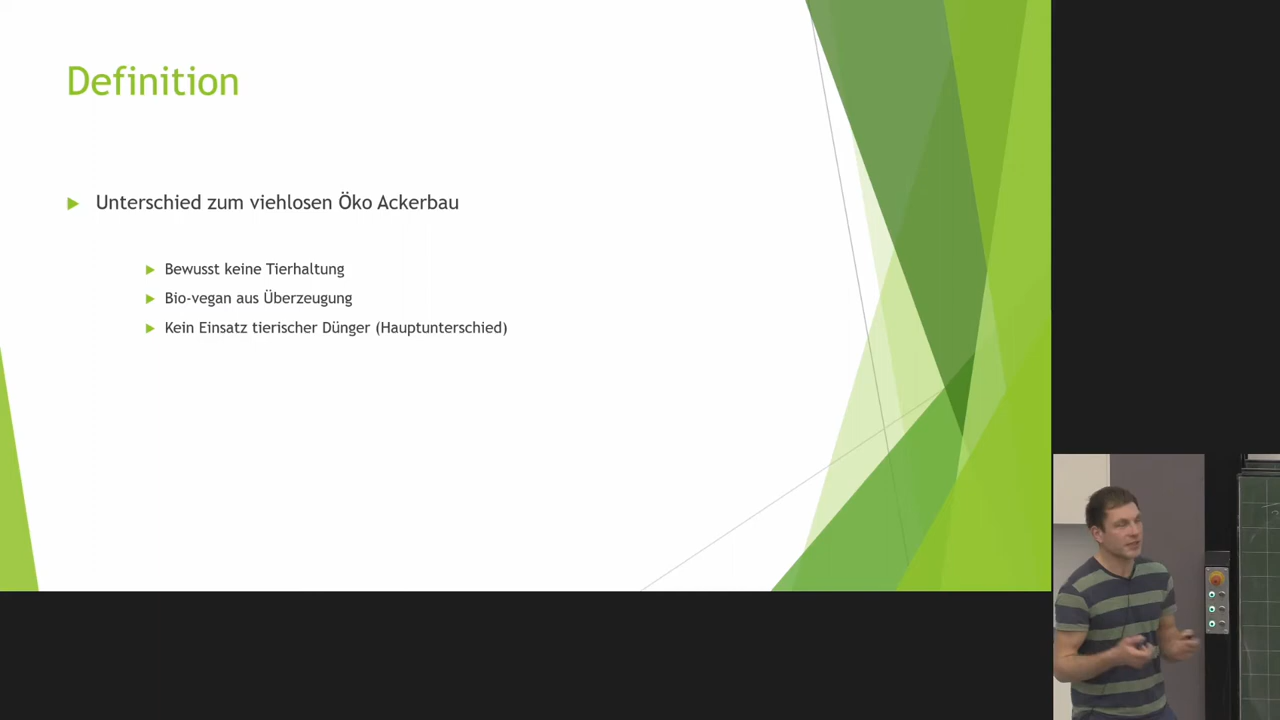 Definition
Unterschied zum viehlosen Öko Ackerbau
Bewusst keine Tierhaltung
Bio-vegan aus Überzeugung
Kein Einsatz tierischer Dünger (Hauptunterschied)